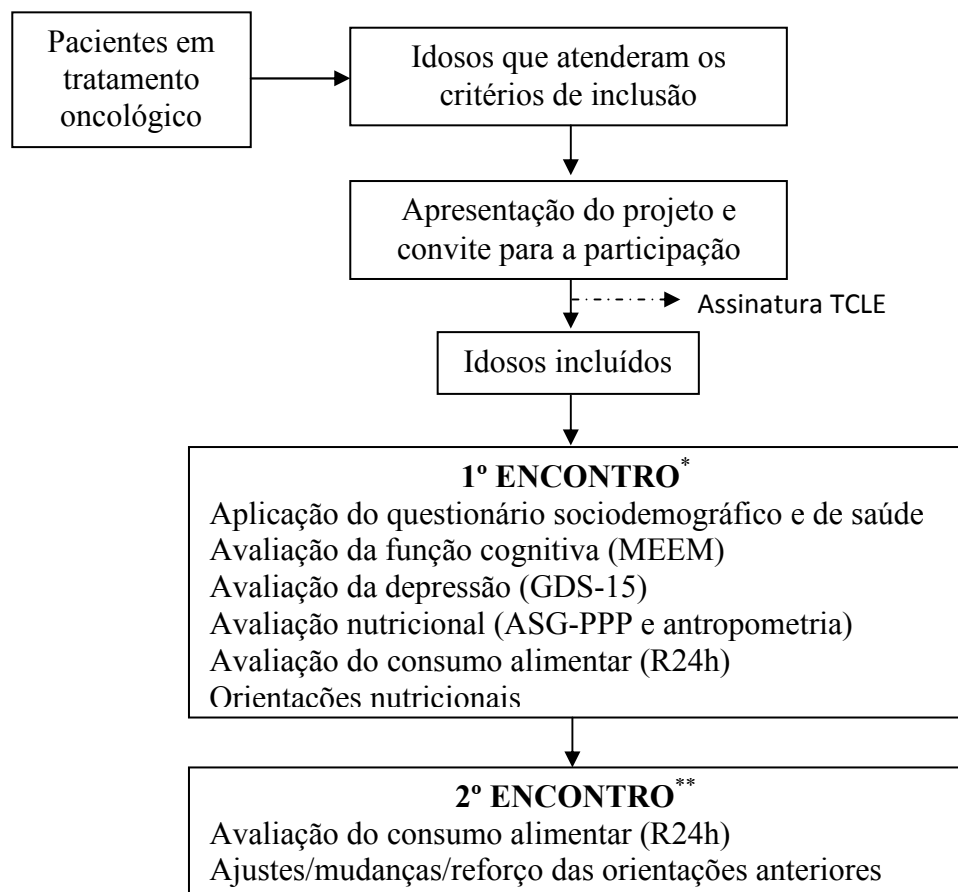 Pacientes em
tratamento
oncológico
Idosos que atenderam os
critérios de inclusão
Apresentação do projeto e
convite para a participação
Assinatura TCLE
Idosos incluídos
1º ENCONTRO*
Aplicação do questionário sociodemográfico e de saúde
Avaliação da função cognitiva (MEEM)
Avaliação da depressão (GDS-15)
Avaliação nutricional (ASG-PPP e antropometria)
Avaliação do consumo alimentar (R24h)
Orientações nutricionais
2º ENCONTRO**
Avaliação do consumo alimentar (R24h)
Ajustes/mudanças/reforço das orientações anteriores